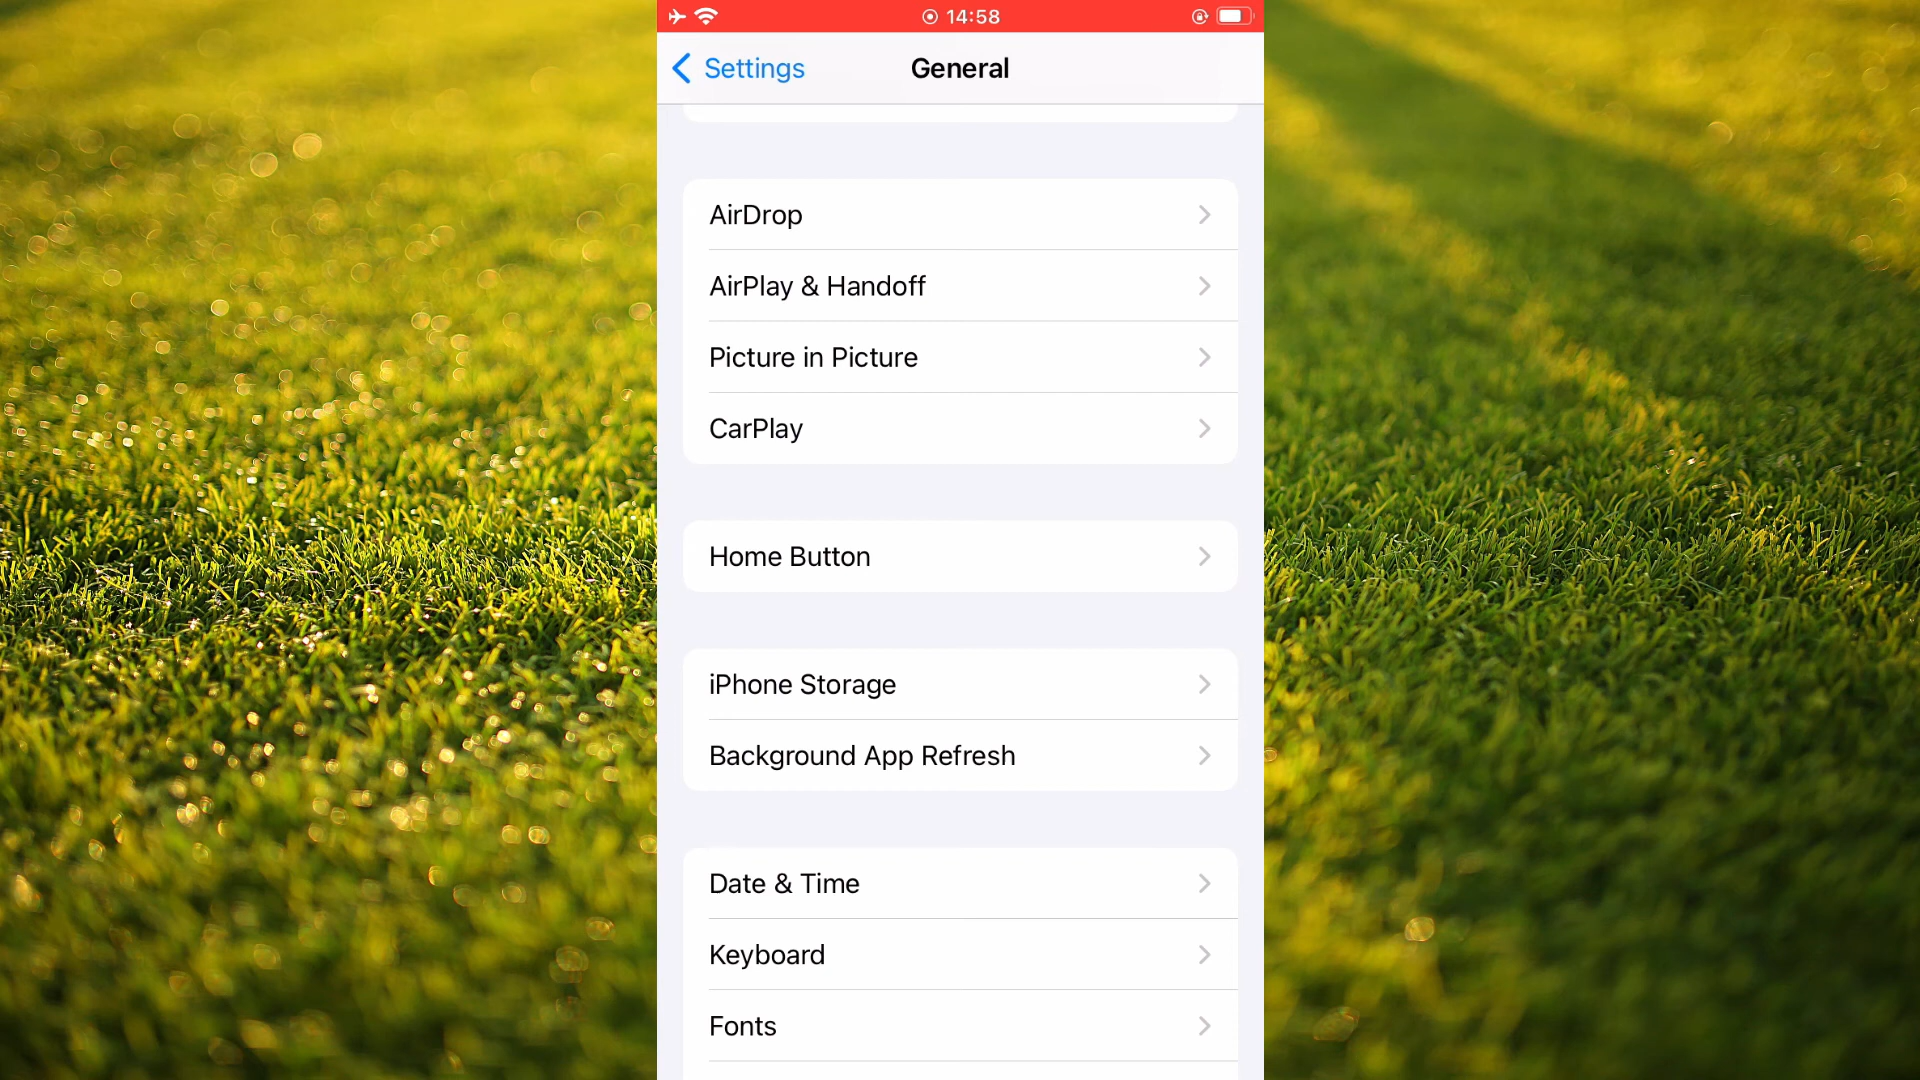 14:58
Settings
General
AirDrop
AirPlay & Handoff
Picture in Picture
CarPlay
Home Button
iPhone Storage
Background App Refresh
Date & Time
Keyboard
Fonts